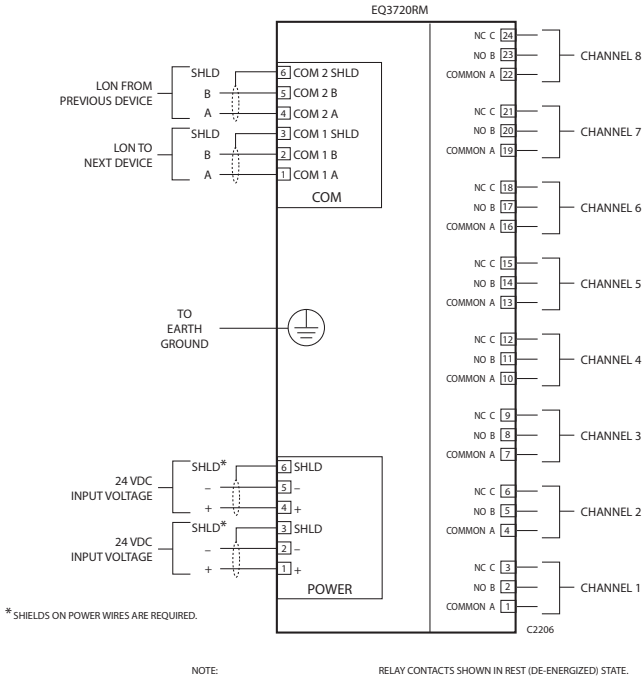 EQ3720RM
LON FROM
PREVIOUS DEVICE
SHLD
B
A
6 COM 2 SHLD
5 COM 2 B
4 COM 2 A
LON TO
NEXT DEVICE
SHLD
B
A
3 COM 1 SHLD
2 COM 1 B
1 COM 1 A
COM
TO
EARTH
GROUND
24 VDC
INPUT VOLTAGE
SHLD*
–
+
6 SHLD
5 –
4 +
24 VDC
INPUT VOLTAGE
SHLD*
–
+
3 SHLD
2 –
1 +
POWER
* SHIELDS ON POWER WIRES ARE REQUIRED.
NC C 24
NO B 23
COMMON A 22
CHANNEL 8
NC C 21
NO B 20
COMMON A 19
CHANNEL 7
NC C 18
NO B 17
COMMON A 16
CHANNEL 6
NC C 15
NO B 14
COMMON A 13
CHANNEL 5
NC C 12
NO B 11
COMMON A 10
CHANNEL 4
NC C 9
NO B 8
COMMON A 7
CHANNEL 3
NC C 6
NO B 5
COMMON A 4
CHANNEL 2
NC C 3
NO B 2
COMMON A 1
CHANNEL 1
C2206
NOTE: RELAY CONTACTS SHOWN IN REST (DE-ENERGIZED) STATE.